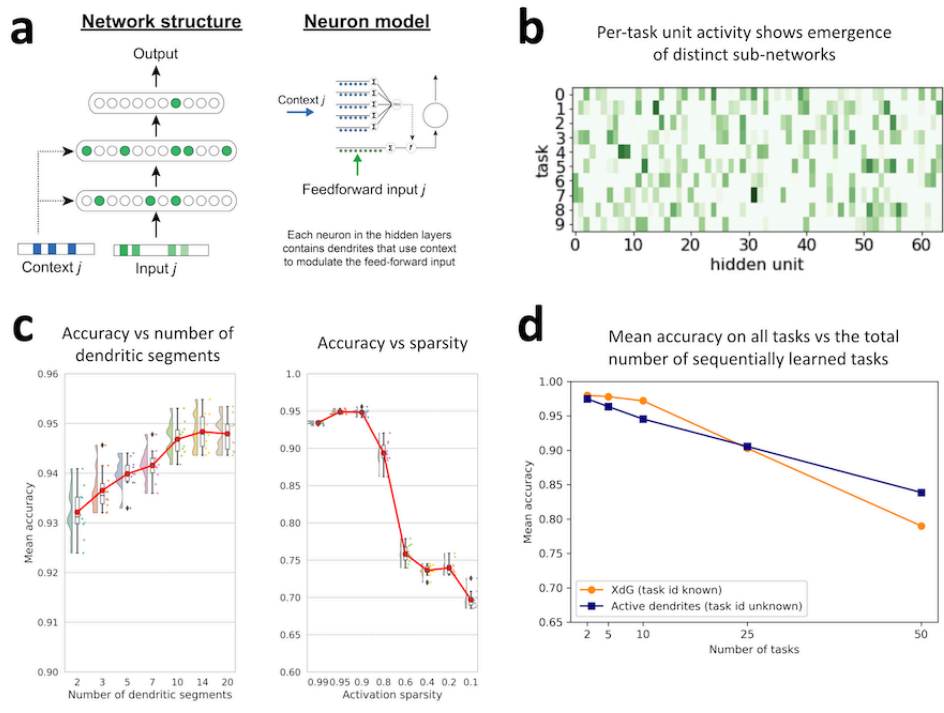 a
Network structure
Output
Context j
Input j
Neuron model
Context j
Σ
Σ
Σ
Σ
Σ
Σ
f
Feedforward input j
Each neuron in the hidden layers
contains dendrites that use context
to modulate the feed-forward input
b
Per-task unit activity shows emergence
of distinct sub-networks
task
0
1
2
3
4
5
6
7
8
9
0 10 20 30 40 50 60
hidden unit
c
Accuracy vs number of
dendritic segments
Mean accuracy
0.96
0.95
0.94
0.93
0.92
0.91
0.90
2 3 5 7 10 14 20
Number of dendritic segments
Accuracy vs sparsity
1.0
0.95
0.90
0.85
0.80
0.75
0.70
0.65
0.60
0.99 0.95 0.9 0.8 0.6 0.4 0.2 0.1
Activation sparsity
d
Mean accuracy on all tasks vs the total
number of sequentially learned tasks
Mean accuracy
1.00
0.95
0.90
0.85
0.80
0.75
0.70
0.65
XdG (task id known)
Active dendrites (task id unknown)
2 5 10 25 50
Number of tasks